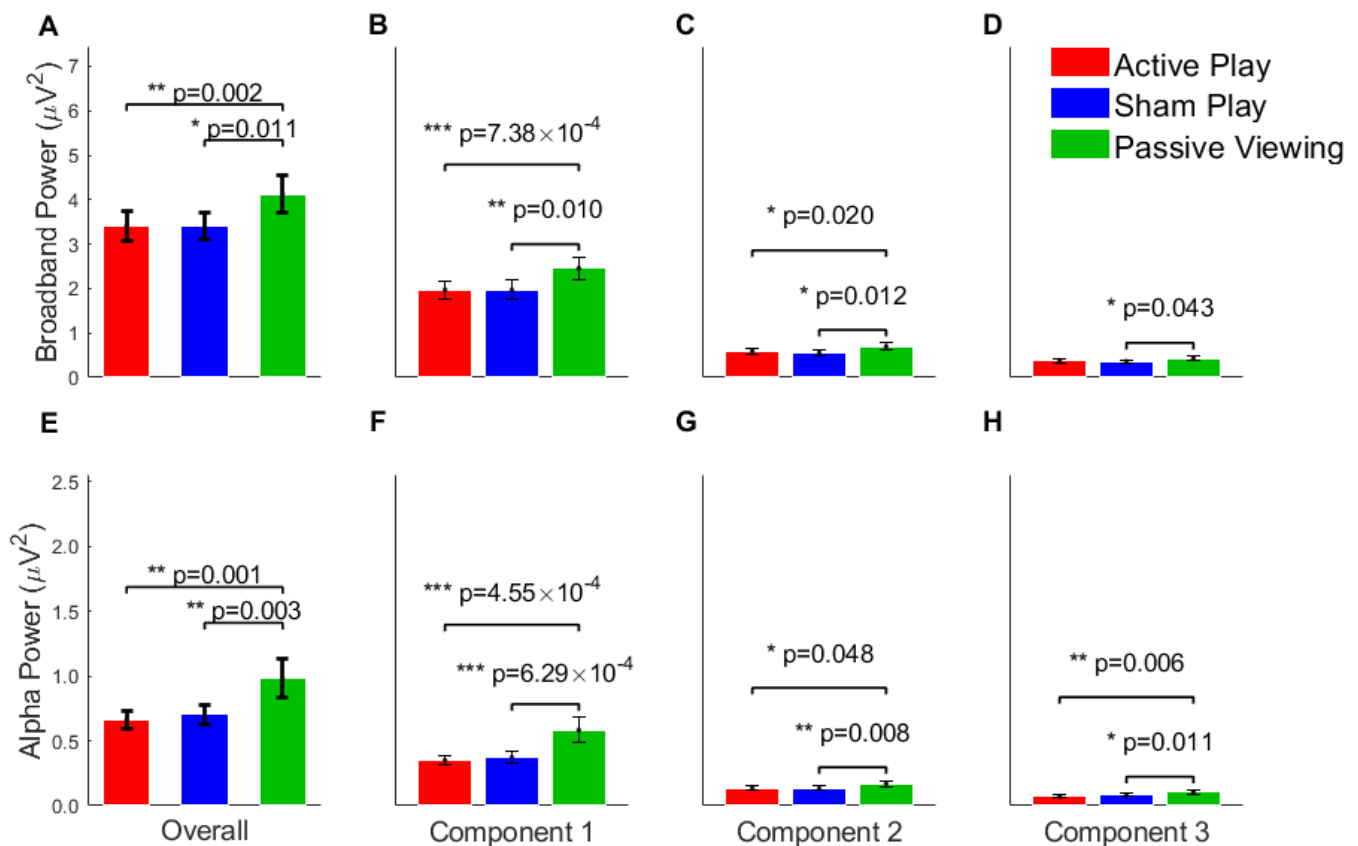 A
B
C
D
Active Play
Sham Play
Passive Viewing
Broadband Power (μV²)
7
6
5
4
3
2
1
0
** p=0.002
* p=0.011
*** p=7.38×10⁻⁴
** p=0.010
* p=0.020
* p=0.012
* p=0.043
E
F
G
H
Alpha Power (μV²)
2.5
2.0
1.5
1.0
0.5
0.0
** p=0.001
** p=0.003
*** p=4.55×10⁻⁴
*** p=6.29×10⁻⁴
* p=0.048
** p=0.008
** p=0.006
* p=0.011
Overall
Component 1
Component 2
Component 3